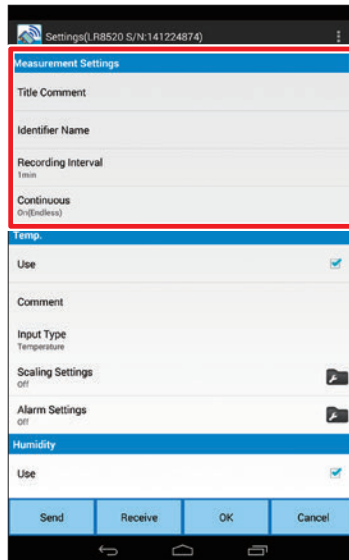 Settings(LR8520 S/N:141224874)
Measurement Settings
Title Comment
Identifier Name
Recording Interval
1min
Continuous
On(Endless)
Temp.
Use
Comment
Input Type
Temperature
Scaling Settings
Off
Alarm Settings
Off
Humidity
Use
Send Receive OK Cancel